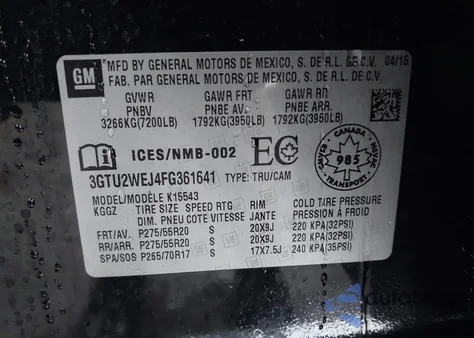 GM
MFD BY GENERAL MOTORS DE MEXICO, S. DE R.L. DE C.V. 04/15
FAB. PAR GENERAL MOTORS DE MEXICO, S. DE R.L. DE C.V.
GVWR GAWR FRT GAWR RR
PNBV PNBE AV. PNBE ARR.
3266KG(7200LB) 1792KG(3950LB) 1792KG(3950LB)
ICES/NMB-002 EC CANADA 985 TRANSPORT
3GTU2WEJ4FG361641 TYPE: TRU/CAM
MODEL/MODÈLE K15543
KGGZ TIRE SIZE SPEED RTG RIM COLD TIRE PRESSURE
DIM. PNEU COTE VITESSE JANTE PRESSION À FROID
FRT/AV. P275/55R20 S 20X9J 220 KPA(32PSI)
RR/ARR. P275/55R20 S 20X9J 220 KPA(32PSI)
SPA/SOS P265/70R17 S 17X7.5J 240 KPA(35PSI)